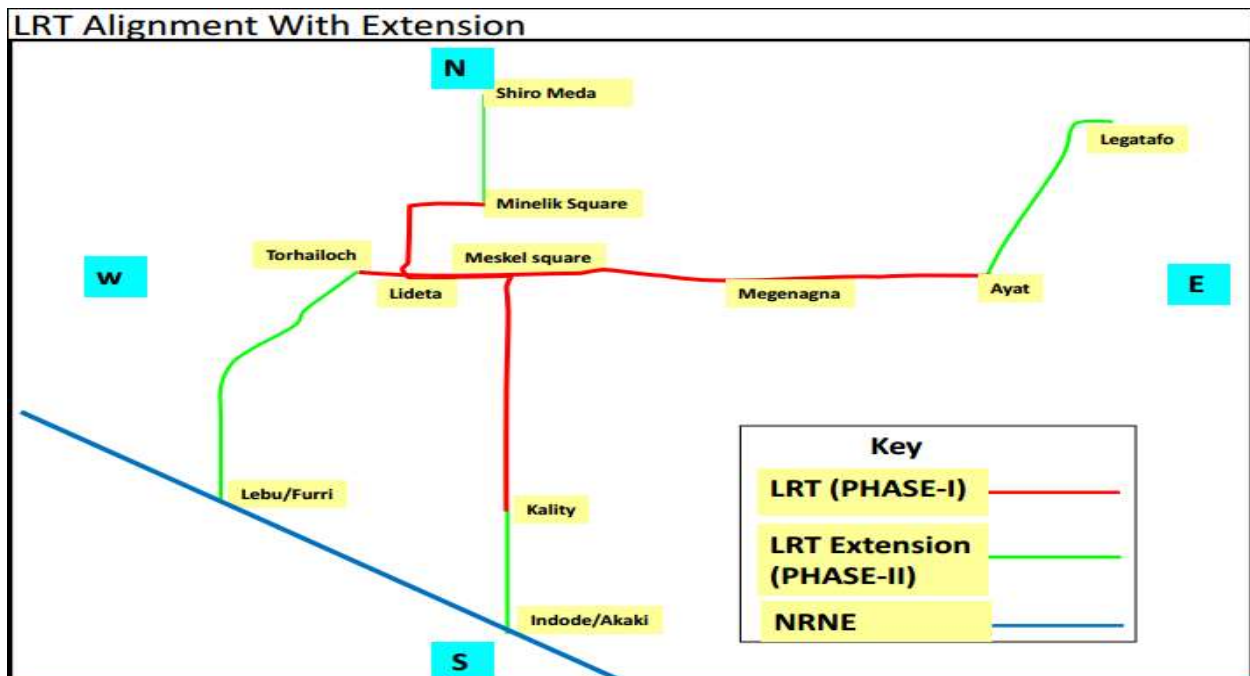 LRT Alignment With Extension
N
Shiro Meda
Legatafo
Minelik Square
Torhailoch
Meskel square
W
E
Lideta
Megenagna
Ayat
Key
LRT (PHASE-I)
Lebu/Furri
Kality
LRT Extension
(PHASE-II)
Indode/Akaki
NRNE
S